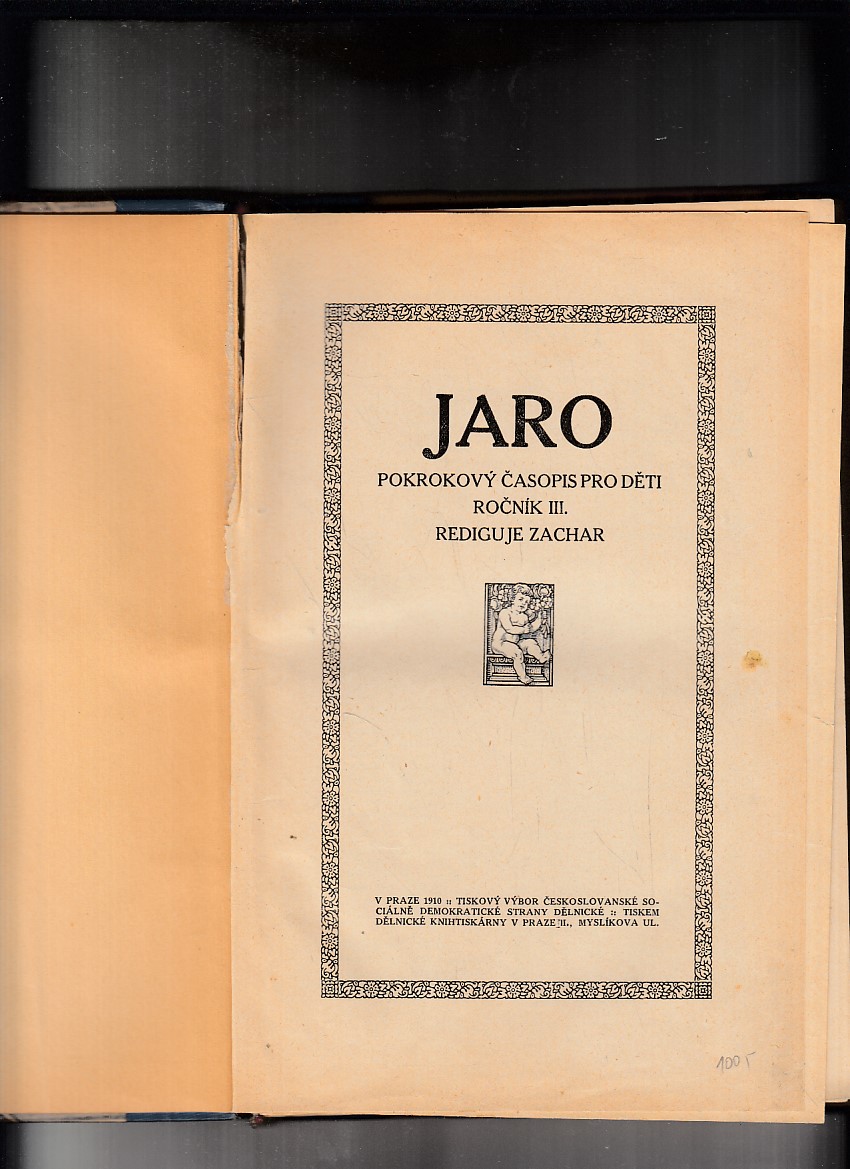 JARO
POKROKOVÝ ČASOPIS PRO DĚTI
ROČNÍK III.
REDIGUJE ZACHAR
V PRAZE 1910 :: TISKOVÝ VÝBOR ČESKOSLOVANSKÉ SO-
CIÁLNĚ DEMOKRATICKÉ STRANY DĚLNICKÉ :: TISKEM
DĚLNICKÉ KNIHTISKÁRNY V PRAZE II., MYSLÍKOVA UL.